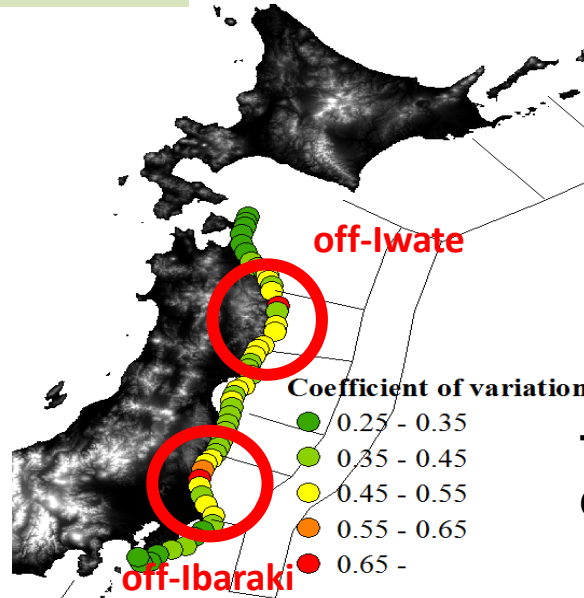 off-Iwate
Coefficient of variation
0.25 - 0.35
0.35 - 0.45
0.45 - 0.55
0.55 - 0.65
0.65 -
off-Ibaraki